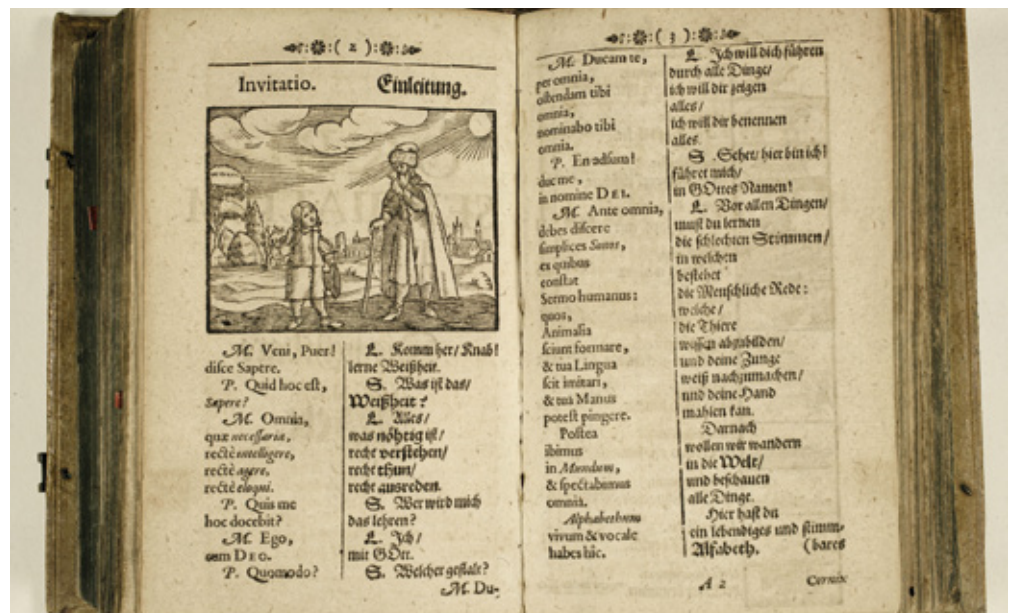 ( 2 )
Invitatio.
Einleitung.
M. Veni, Puer!
disce Sapere.
P. Quid hoc est,
Sapere?
M. Omnia,
quæ necessaria,
rectè intelligere,
rectè agere,
rectè eloqui.
P. Quis me
hoc docebit?
M. Ego,
cum DEO.
P. Quomodo?
L. Komm her/ Knab!
lerne Weißheit.
S. Was ist das/
Weißheit?
L. Alles/
was nöhtig ist/
recht verstehen/
recht thun/
recht ausreden.
S. Wer wird mich
das lehren?
L. Ich/
mit GOtt.
S. Welcher gestalt?
M. Du-
( 3 )
M. Ducam te,
per omnia,
ostendam tibi
omnia,
nominabo tibi
omnia.
P. En adsum!
duc me,
in nomine DEI.
M. Ante omnia,
debes discere
simplices Sonos,
ex quibus
constat
Sermo humanus:
quos,
Animalia
sciunt formare,
& tua Lingua
scit imitari,
& tua Manus
potest pingere.
Postea
ibimus
in Mundum,
& spectabimus
omnia.
Alphabethum
vivum & vocale
habes hîc.
L. Ich will dich führen
durch alle Dinge/
ich will dir zeigen
alles/
ich will dir benennen
alles.
S. Sehet/ hier bin ich!
führet mich/
in GOttes Namen!
L. Vor allen Dingen/
must du lernen
die schlechten Stimmen/
in welchen
bestehet
die Menschliche Rede:
welche/
die Thiere
wissen abzubilden/
und deine Zunge
weiß nachzumachen/
und deine Hand
mahlen kan.
Darnach
wollen wir wandern
in die Welt/
und beschauen
alle Dinge.
Hier hast du
ein lebendiges und stimm-
Alfabeth. (bares
A 2
Cornix